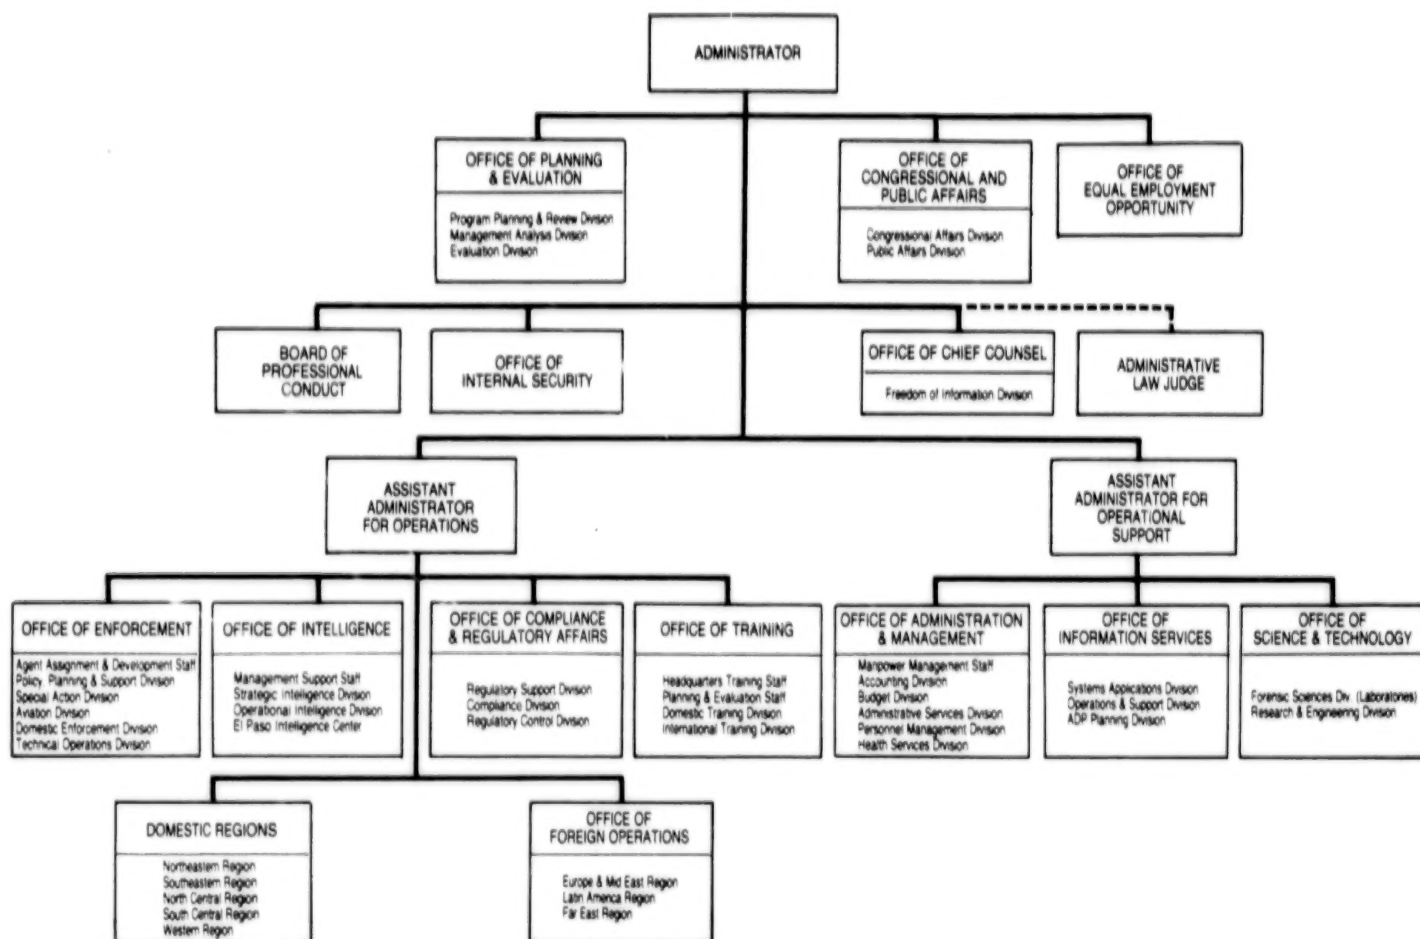 ADMINISTRATOR
OFFICE OF PLANNING
& EVALUATION
Program Planning & Review Division
Management Analysis Division
Evaluation Division
OFFICE OF
CONGRESSIONAL AND
PUBLIC AFFAIRS
Congressional Affairs Division
Public Affairs Division
OFFICE OF
EQUAL EMPLOYMENT
OPPORTUNITY
BOARD OF
PROFESSIONAL
CONDUCT
OFFICE OF
INTERNAL SECURITY
OFFICE OF CHIEF COUNSEL
Freedom of Information Division
ADMINISTRATIVE
LAW JUDGE
ASSISTANT
ADMINISTRATOR
FOR OPERATIONS
ASSISTANT
ADMINISTRATOR FOR
OPERATIONAL
SUPPORT
OFFICE OF ENFORCEMENT
Agent Assignment & Development Staff
Policy, Planning & Support Division
Special Action Division
Aviation Division
Domestic Enforcement Division
Technical Operations Division
OFFICE OF INTELLIGENCE
Management Support Staff
Strategic Intelligence Division
Operational Intelligence Division
El Paso Intelligence Center
OFFICE OF COMPLIANCE
& REGULATORY AFFAIRS
Regulatory Support Division
Compliance Division
Regulatory Control Division
OFFICE OF TRAINING
Headquarters Training Staff
Planning & Evaluation Staff
Domestic Training Division
International Training Division
OFFICE OF ADMINISTRATION
& MANAGEMENT
Manpower Management Staff
Accounting Division
Budget Division
Administrative Services Division
Personnel Management Division
Health Services Division
OFFICE OF
INFORMATION SERVICES
Systems Applications Division
Operations & Support Division
ADP Planning Division
OFFICE OF
SCIENCE & TECHNOLOGY
Forensic Sciences Div. (Laboratories)
Research & Engineering Division
DOMESTIC REGIONS
Northeastern Region
Southeastern Region
North Central Region
South Central Region
Western Region
OFFICE OF
FOREIGN OPERATIONS
Europe & Mid East Region
Latin America Region
Far East Region